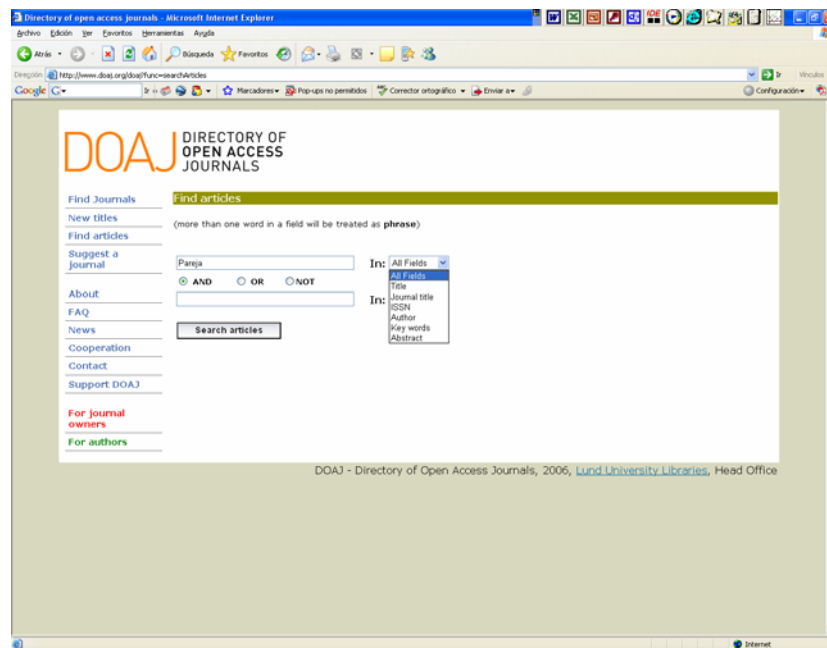 Directory of open access journals - Microsoft Internet Explorer
Archivo Edición Ver Favoritos Herramientas Ayuda
Atrás Búsqueda Favoritos
Dirección http://www.doaj.org/doaj?func=searchArticles Ir Vínculos
Google G Ir Marcadores Pop-ups no permitidos Corrector ortográfico Enviar a Configuración
DOAJ DIRECTORY OF
OPEN ACCESS
JOURNALS
Find Journals
New titles
Find articles
Suggest a
journal
About
FAQ
News
Cooperation
Contact
Support DOAJ
For journal
owners
For authors
Find articles
(more than one word in a field will be treated as phrase)
Pareja In: All Fields
AND OR NOT
In:
All Fields
Title
Journal title
ISSN
Author
Key words
Abstract
Search articles
DOAJ - Directory of Open Access Journals, 2006, Lund University Libraries, Head Office
Internet